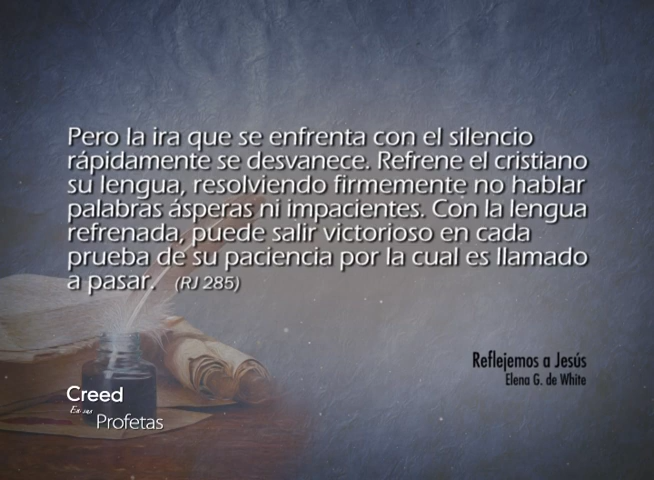 Pero la ira que se enfrenta con el silencio
rápidamente se desvanece. Refrene el cristiano
su lengua, resolviendo firmemente no hablar
palabras ásperas ni impacientes. Con la lengua
refrenada, puede salir victorioso en cada
prueba de su paciencia por la cual es llamado
a pasar. (RJ 285)
Reflejemos a Jesús
Elena G. de White
Creed
En sus
Profetas